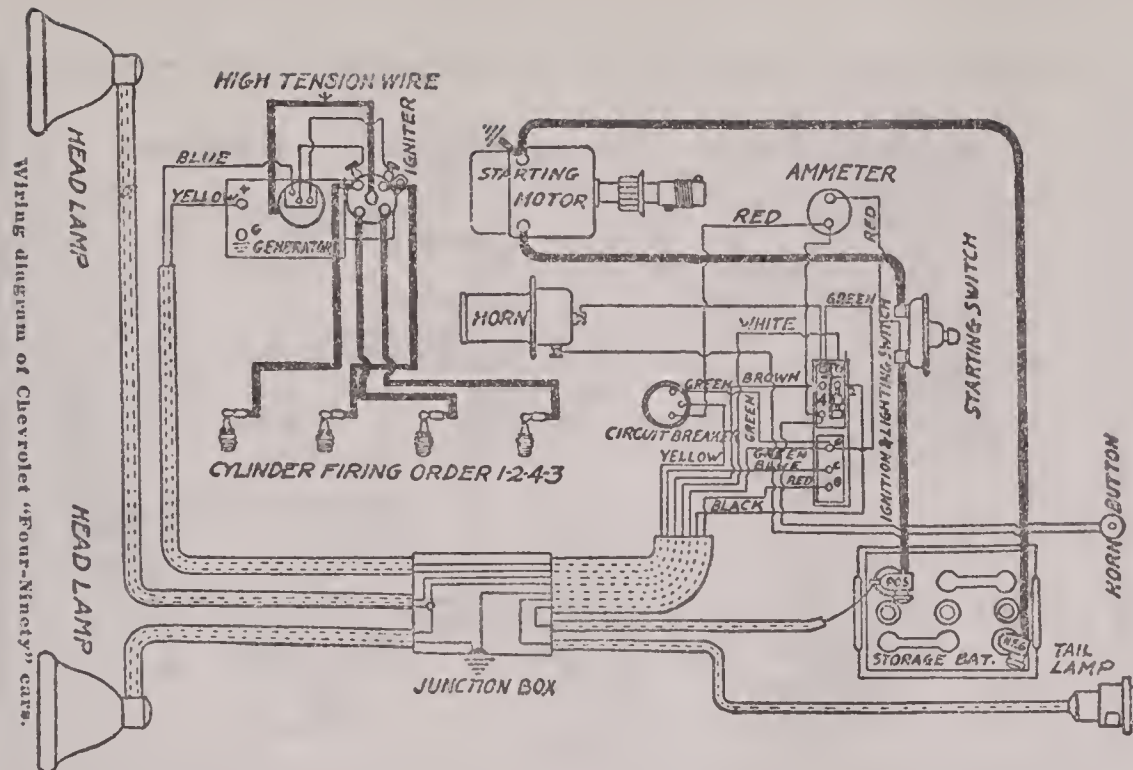 HIGH TENSION WIRE
IGNITER
HEAD LAMP
BLUE
YELLOW
+
G
GENERATOR
STARTING
MOTOR
AMMETER
RED
RED
HORN
GREEN
WHITE
IGNITION & LIGHTING SWITCH
STARTING SWITCH
GREEN
BROWN
GREEN
CIRCUIT BREAKER
YELLOW
GREEN
BLUE
RED
BLACK
CYLINDER FIRING ORDER 1-2-4-3
HORN BUTTON
POS
NEG
STORAGE BAT.
TAIL
LAMP
JUNCTION BOX
HEAD LAMP
Wiring diagram of Chevrolet “Four-Ninety” cars.